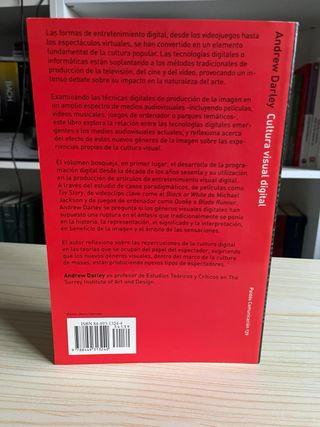 Las formas de entretenimiento digital, desde los videojuegos hasta
los espectáculos virtuales, se han convertido en un elemento
fundamental de la cultura popular. Las tecnologías digitales o
informáticas están suplantando a los métodos tradicionales de
producción de la televisión, del cine y del vídeo, provocando un in-
tenso debate sobre su impacto en la naturaleza del arte.
Examinando las técnicas digitales de producción de la imagen en
un amplio espectro de medios audiovisuales -incluyendo películas,
vídeos musicales, juegos de ordenador o parques temáticos-,
este libro explora la relación entre las tecnologías digitales emer-
gentes y los medios audiovisuales actuales, y reflexiona acerca
del efecto de estos nuevos géneros de la imagen sobre las expe-
riencias propias de la cultura visual.
El volumen bosqueja, en primer lugar, el desarrollo de la progra-
mación digital desde la década de los años sesenta y su utilización
en la producción de artículos de entretenimiento visual digital.
A través del estudio de casos paradigmáticos, de películas como
Toy Story, de videoclips clave como el Black or White de Michael
Jackson y de juegos de ordenador como Quake o Blade Runner,
Andrew Darley se pregunta si los géneros visuales digitales han
supuesto una ruptura en el énfasis que tradicionalmente se ponía
en la historia, la representación, el significado y la interpretación,
en beneficio de la imagen y el ámbito de las sensaciones.
El autor reflexiona sobre las repercusiones de la cultura digital
en las teorías que se ocupan del papel del espectador, sugiriendo
que los nuevos géneros visuales, dentro del marco de la cultura
de masas, están produciendo nuevos tipos de espectadores.
Andrew Darley es profesor de Estudios Teóricos y Críticos en The
Surrey Institute of Art and Design.
ISBN 84-493-1324-4
34139
9 788449 313240
Andrew Darley Cultura visual digital
Paidós Comunicación 139